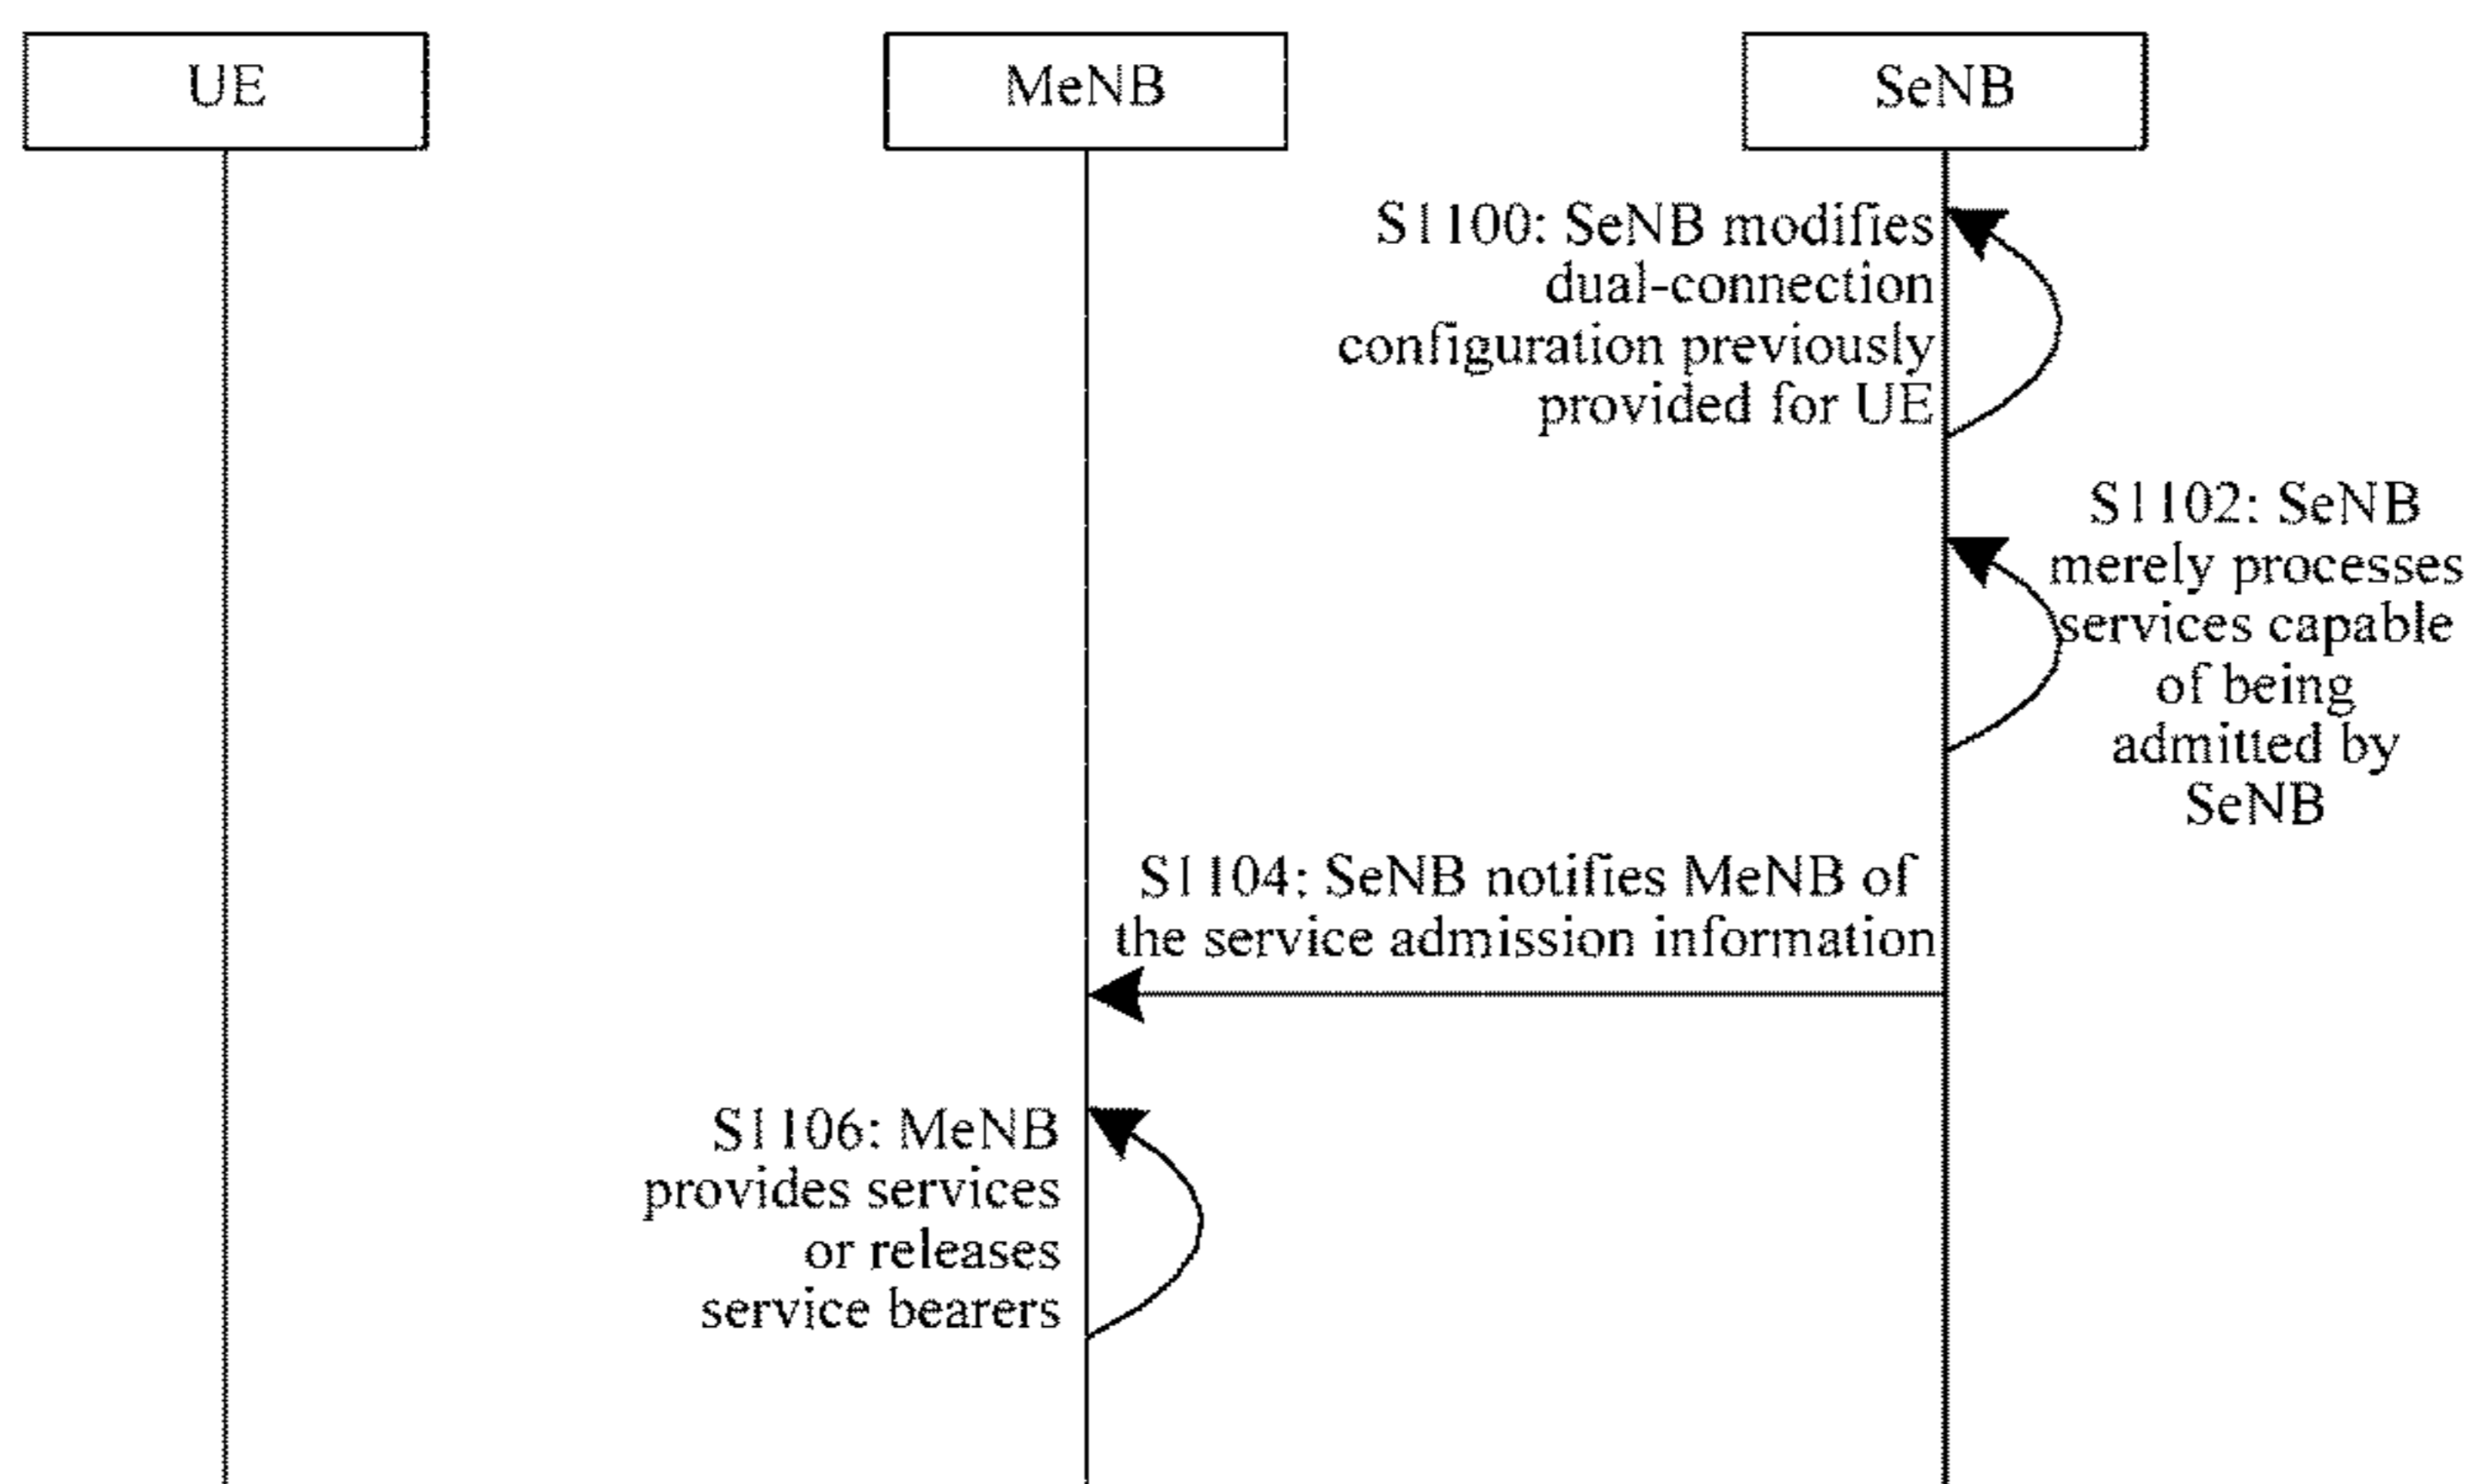 UE
MeNB
SeNB
S1100: SeNB modifies
dual-connection
configuration previously
provided for UE
S1102: SeNB
merely processes
services capable
of being
admitted by
SeNB
S1104: SeNB notifies MeNB of
the service admission information
S1106: MeNB
provides services
or releases
service bearers